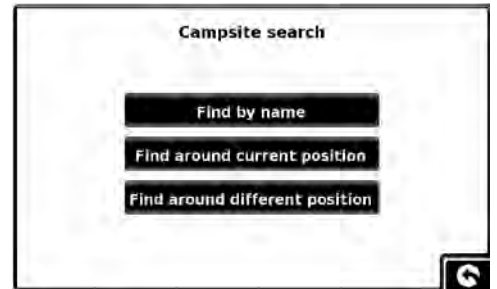 Campsite search
Find by name
Find around current position
Find around different position